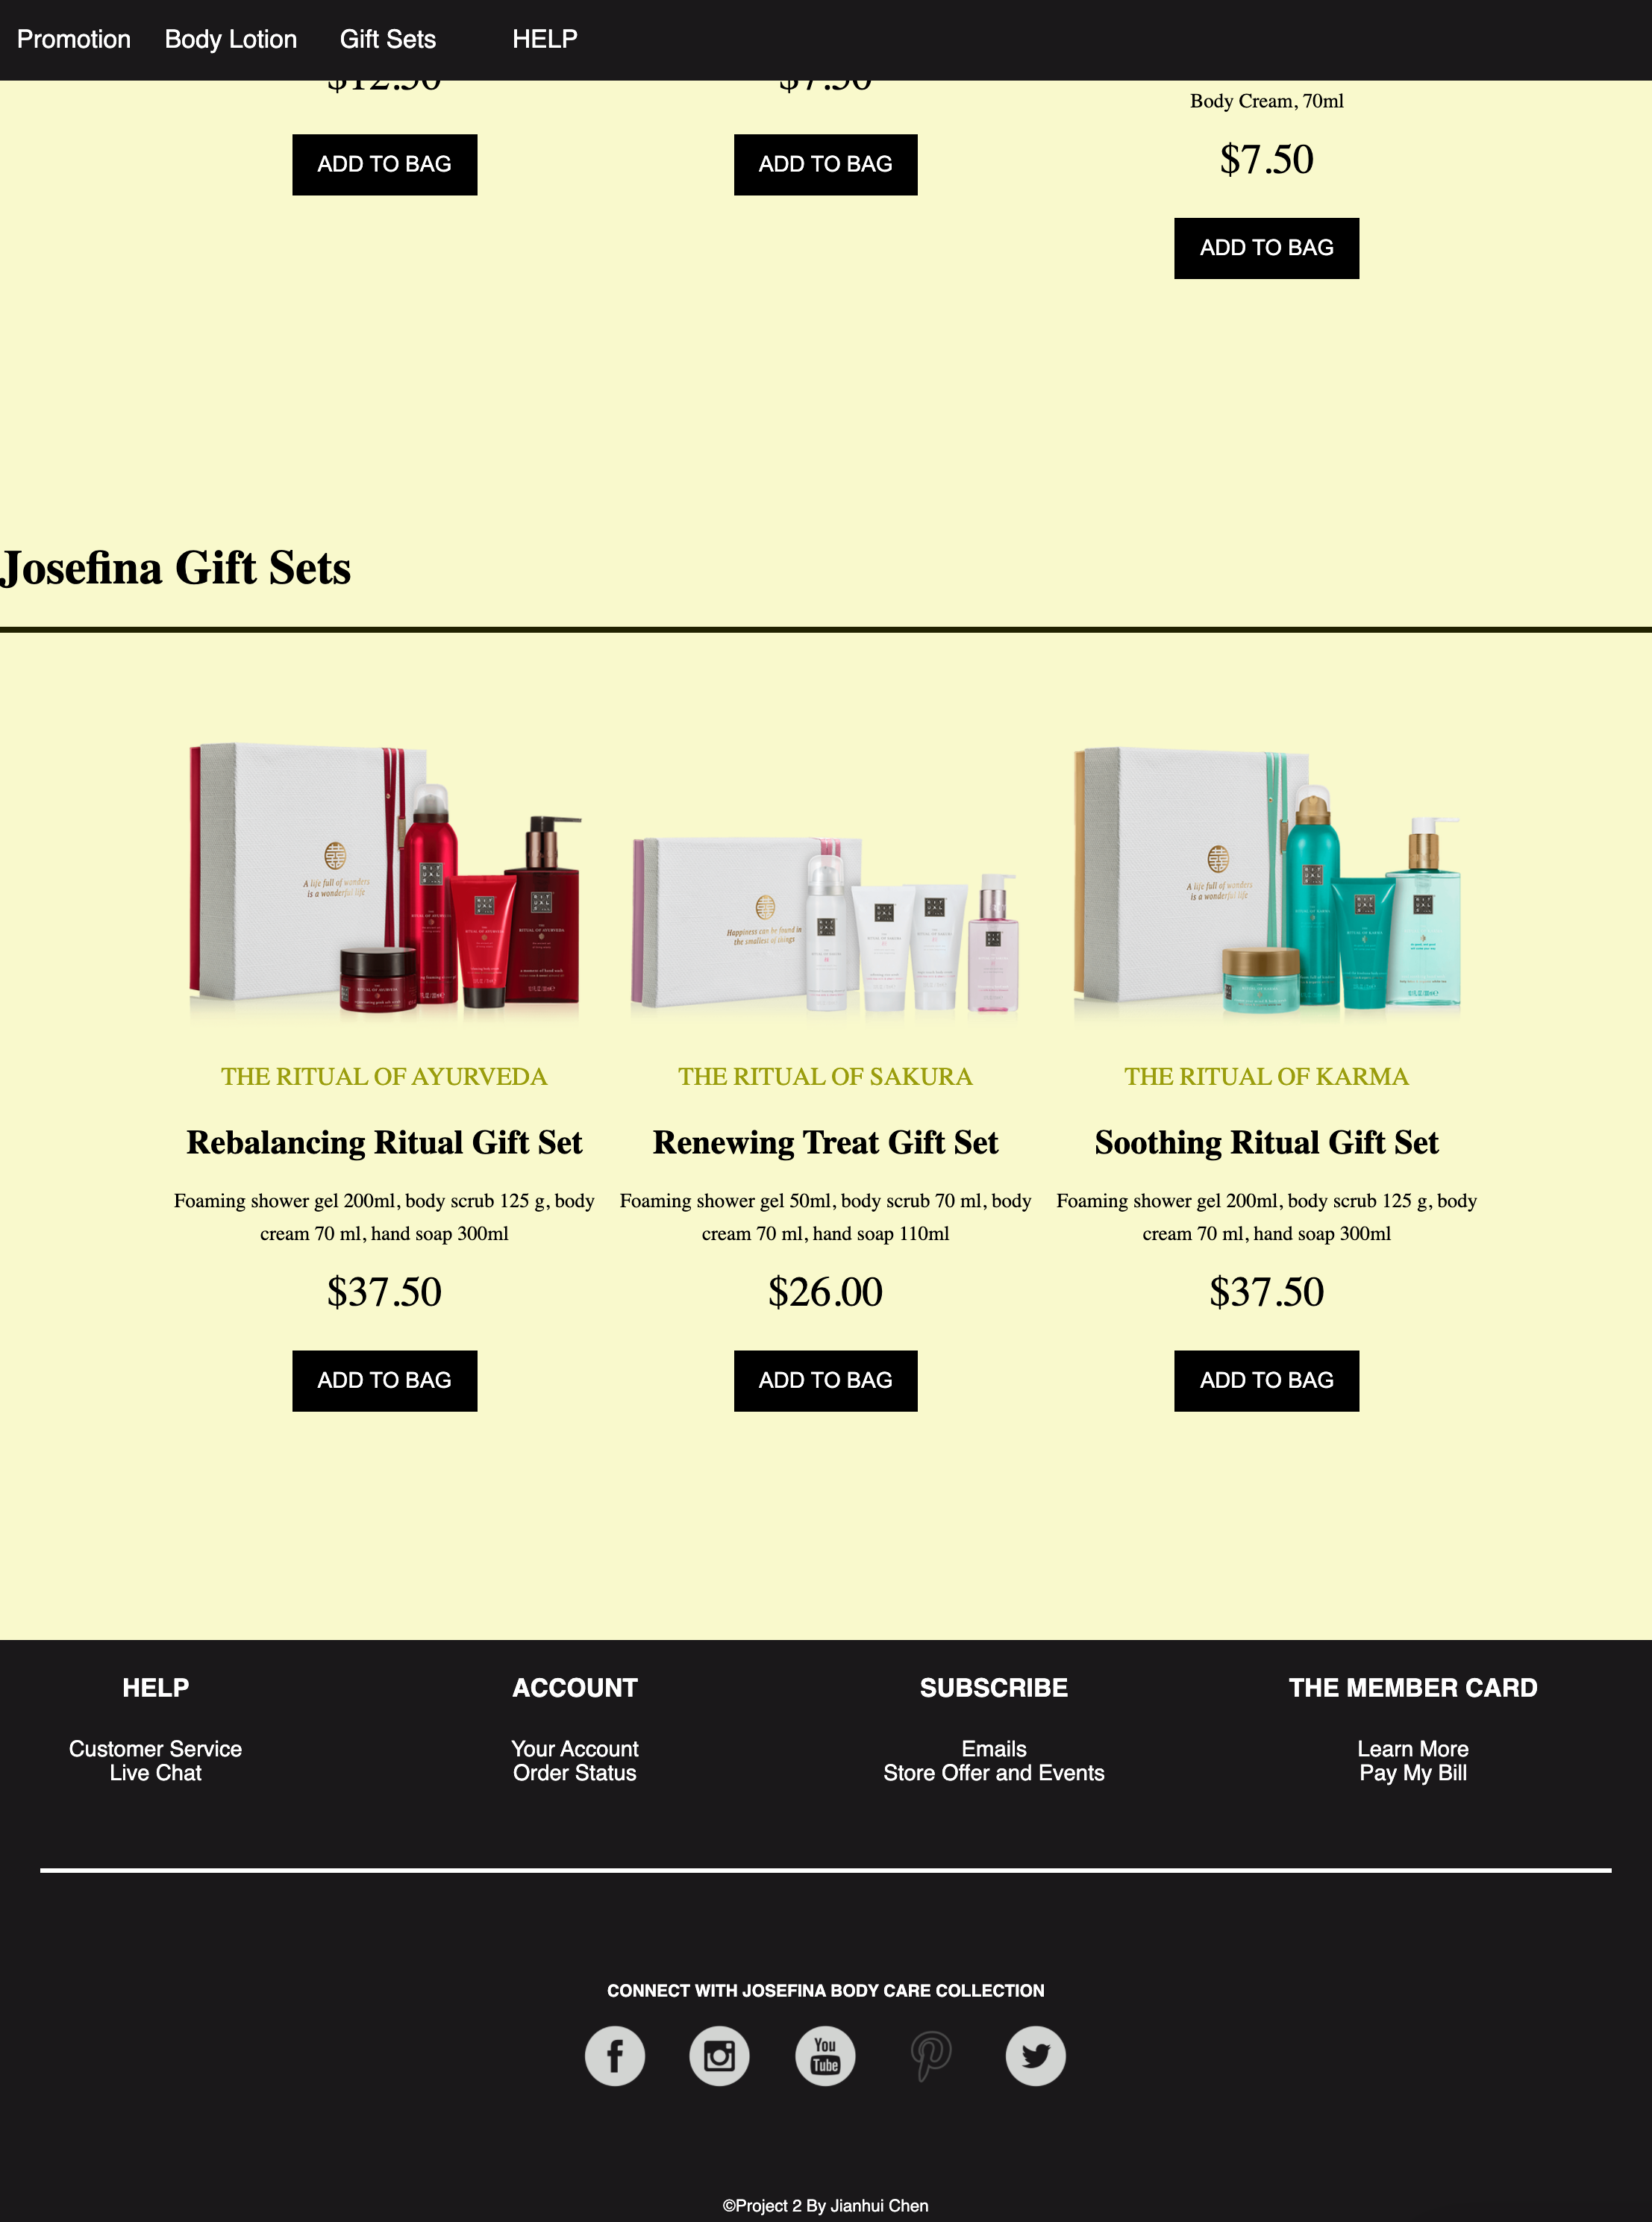 Promotion Body Lotion Gift Sets HELP
$12.50 $7.50
Body Cream, 70ml
$7.50
ADD TO BAG ADD TO BAG
ADD TO BAG
Josefina Gift Sets
A life full of wonders
is a wonderful life
Happiness can be found in
the smallest of things
A life full of wonders
is a wonderful life
THE RITUAL OF AYURVEDA
Rebalancing Ritual Gift Set
Foaming shower gel 200ml, body scrub 125 g, body
cream 70 ml, hand soap 300ml
$37.50
ADD TO BAG
THE RITUAL OF SAKURA
Renewing Treat Gift Set
Foaming shower gel 50ml, body scrub 70 ml, body
cream 70 ml, hand soap 110ml
$26.00
ADD TO BAG
THE RITUAL OF KARMA
Soothing Ritual Gift Set
Foaming shower gel 200ml, body scrub 125 g, body
cream 70 ml, hand soap 300ml
$37.50
ADD TO BAG
HELP
Customer Service
Live Chat
ACCOUNT
Your Account
Order Status
SUBSCRIBE
Emails
Store Offer and Events
THE MEMBER CARD
Learn More
Pay My Bill
CONNECT WITH JOSEFINA BODY CARE COLLECTION
You
Tube
©Project 2 By Jianhui Chen